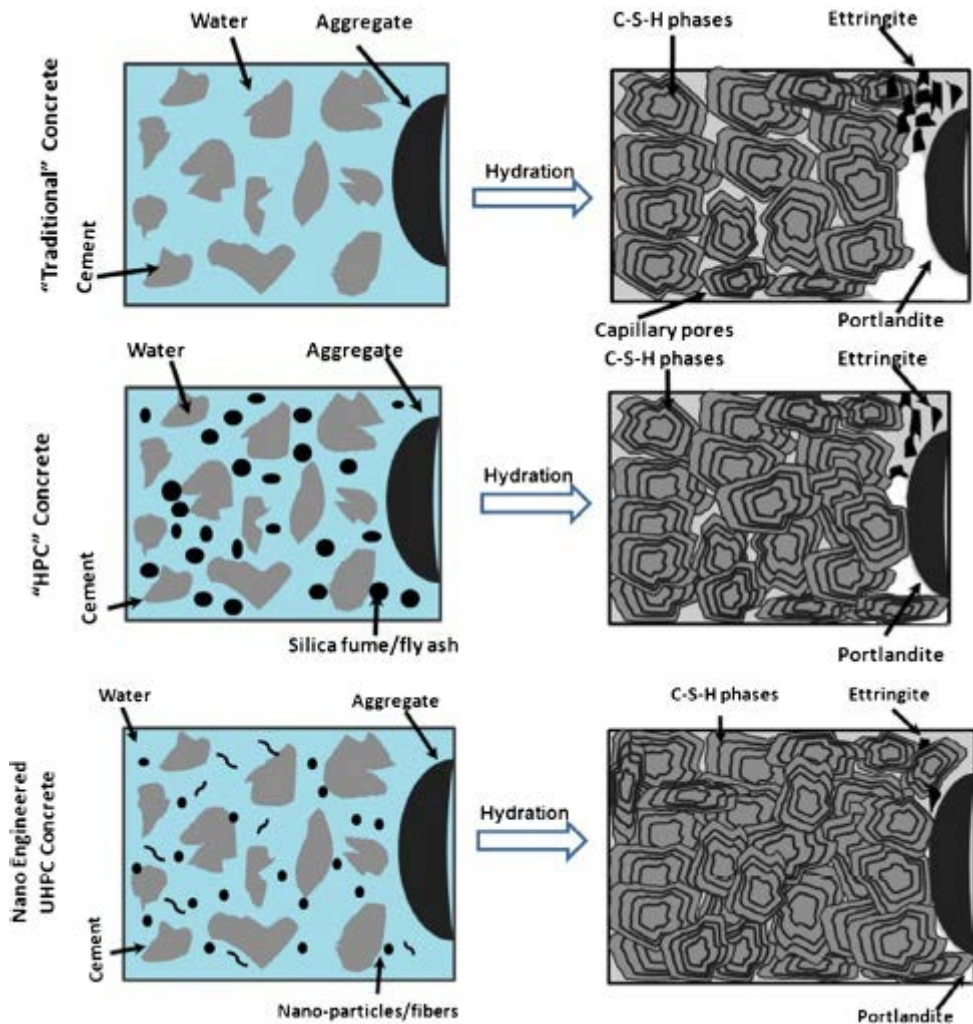 Water
Aggregate
C-S-H phases
Ettringite
"Traditional" Concrete
Cement
Hydration
Capillary pores
Portlandite
Water
Aggregate
C-S-H phases
Ettringite
"HPC" Concrete
Cement
Hydration
Silica fume/fly ash
Portlandite
Water
Aggregate
C-S-H phases
Ettringite
Nano Engineered
UHPC Concrete
Cement
Hydration
Nano-particles/fibers
Portlandite